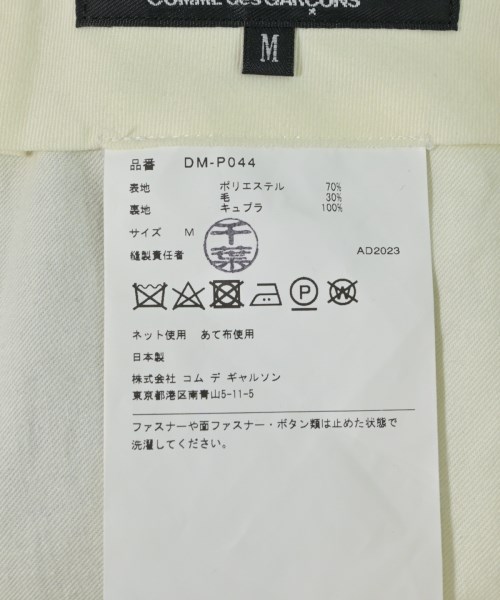 COMME des GARÇONS
M
品番 DM-P044
表地 ポリエステル 70%
毛 30%
裏地 キュプラ 100%
サイズ M
縫製責任者 千葉 AD2023
P W
ネット使用 あて布使用
日本製
株式会社 コム デ ギャルソン
東京都港区南青山5-11-5
ファスナーや面ファスナー・ボタン類は止めた状態で
洗濯してください。